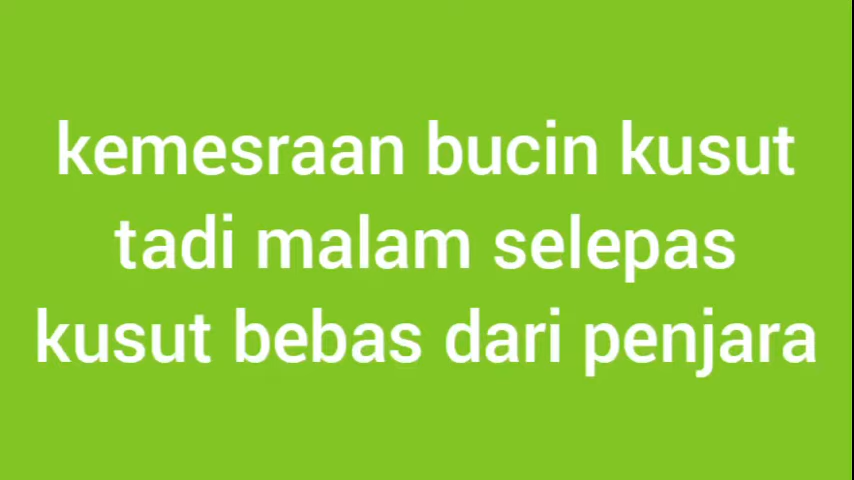 kemesraan bucin kusut
tadi malam selepas
kusut bebas dari penjara